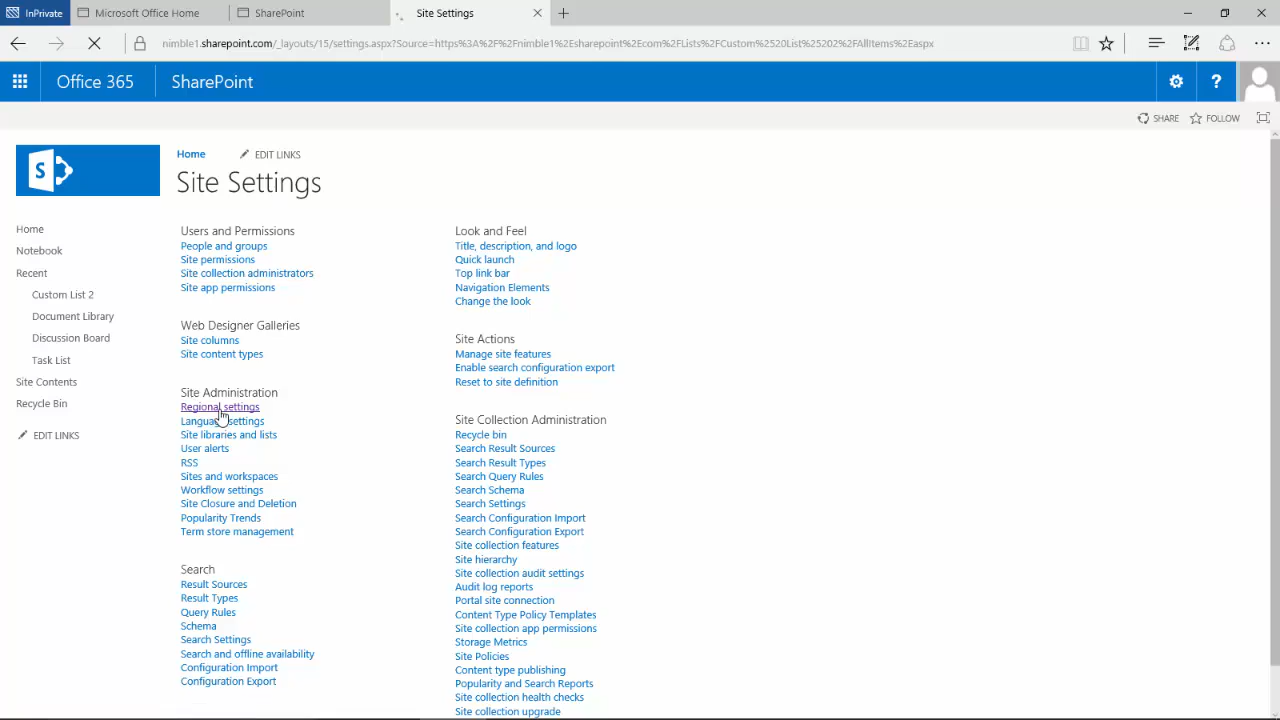 InPrivate
Microsoft Office Home
SharePoint
Site Settings
nimble1.sharepoint.com/_layouts/15/settings.aspx?Source=https%3A%2F%2Fnimble1%2Esharepoint%2Ecom%2FLists%2FCustom%2520List%25202%2FAllItems%2Easpx
Office 365
SharePoint
SHARE
FOLLOW
S
Home
EDIT LINKS
Site Settings
Home
Notebook
Recent
Custom List 2
Document Library
Discussion Board
Task List
Site Contents
Recycle Bin
EDIT LINKS
Users and Permissions
People and groups
Site permissions
Site collection administrators
Site app permissions
Web Designer Galleries
Site columns
Site content types
Site Administration
Regional settings
Language settings
Site libraries and lists
User alerts
RSS
Sites and workspaces
Workflow settings
Site Closure and Deletion
Popularity Trends
Term store management
Search
Result Sources
Result Types
Query Rules
Schema
Search Settings
Search and offline availability
Configuration Import
Configuration Export
Look and Feel
Title, description, and logo
Quick launch
Top link bar
Navigation Elements
Change the look
Site Actions
Manage site features
Enable search configuration export
Reset to site definition
Site Collection Administration
Recycle bin
Search Result Sources
Search Result Types
Search Query Rules
Search Schema
Search Settings
Search Configuration Import
Search Configuration Export
Site collection features
Site hierarchy
Site collection audit settings
Audit log reports
Portal site connection
Content Type Policy Templates
Site collection app permissions
Storage Metrics
Site Policies
Content type publishing
Popularity and Search Reports
Site collection health checks
Site collection upgrade